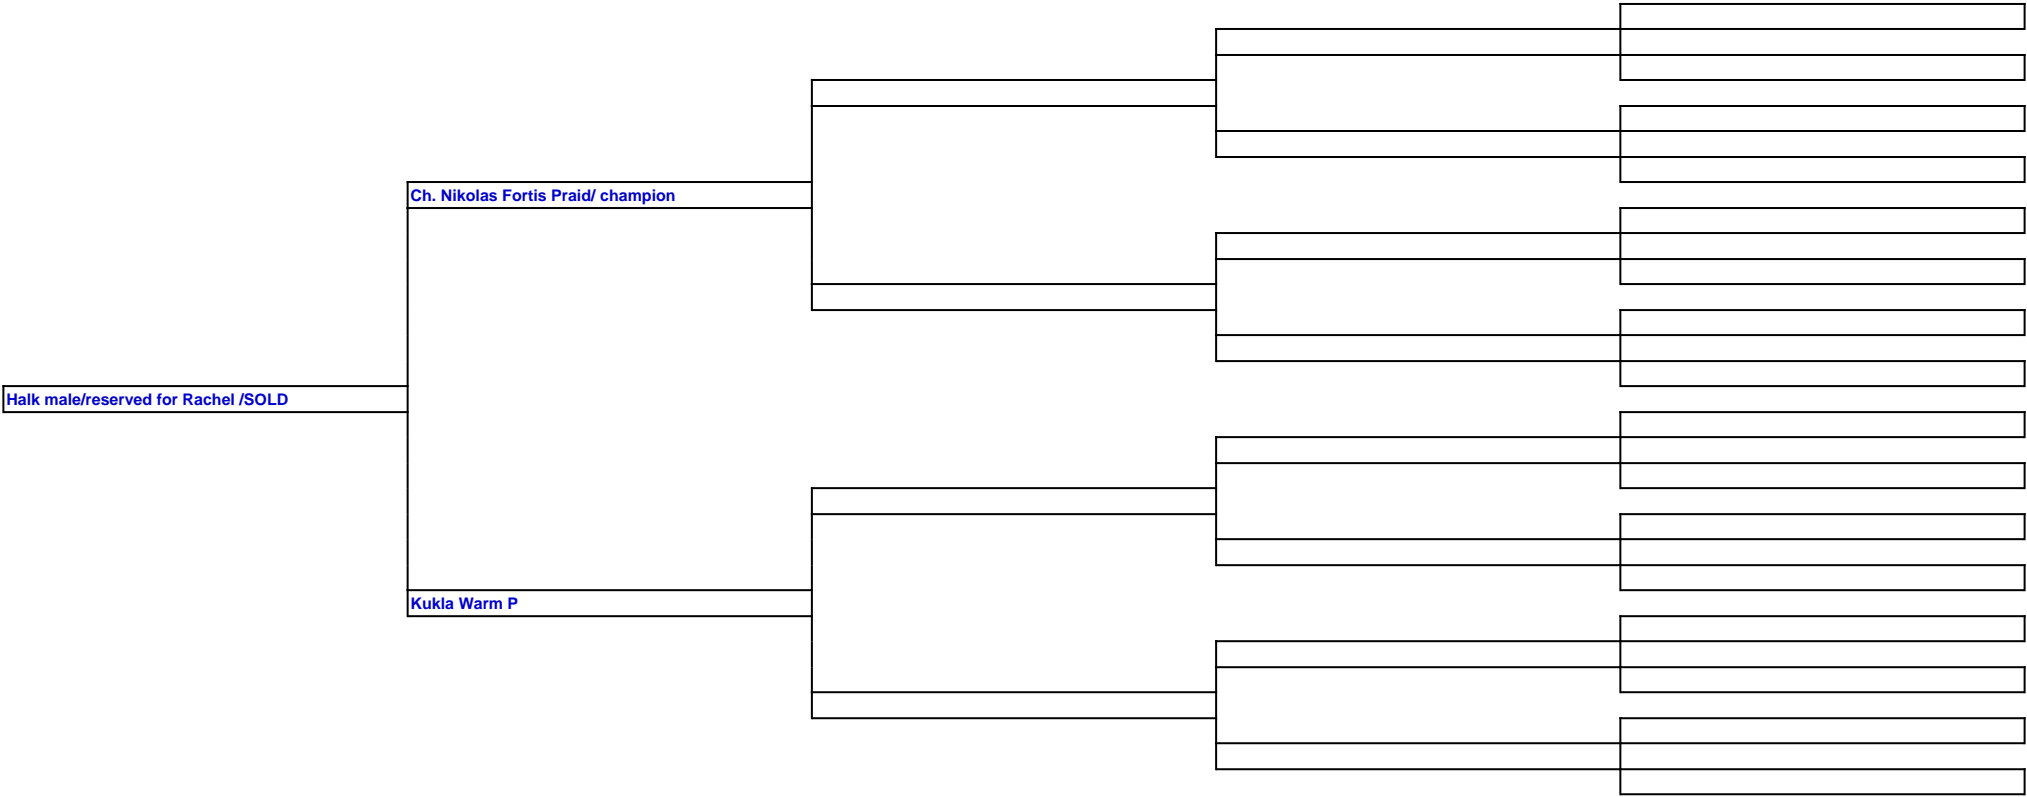 Ch. Nikolas Fortis Praid/ champion
Halk male/reserved for Rachel /SOLD
Kukla Warm P